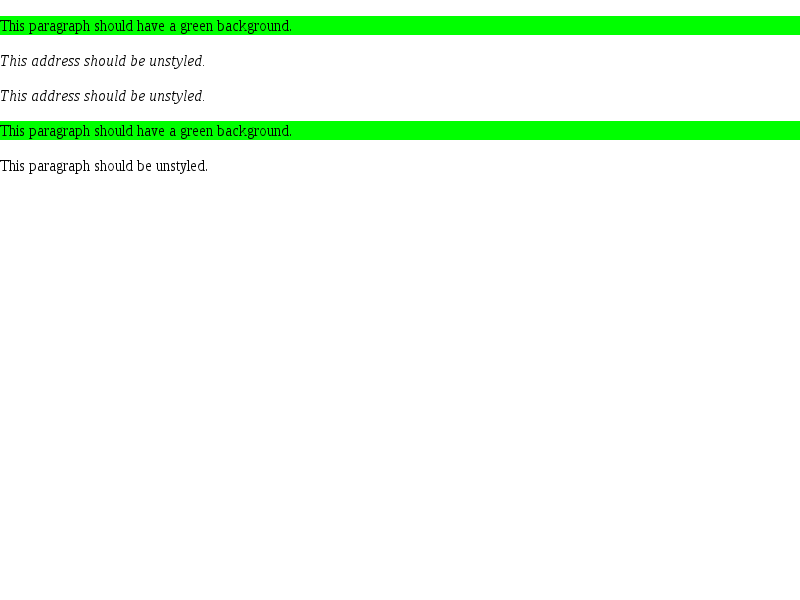 This paragraph should have a green background.
This address should be unstyled.
This address should be unstyled.
This paragraph should have a green background.
This paragraph should be unstyled.